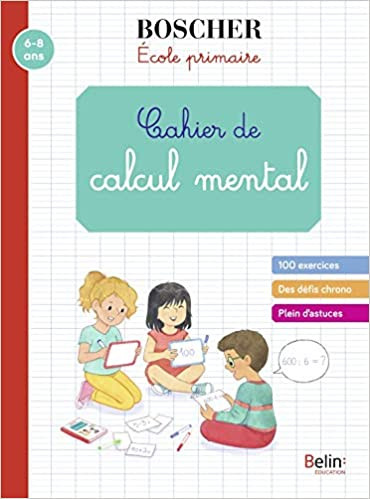 BOSCHER
École primaire
6-8
ans
Cahier de
calcul mental
100 exercices
Des défis chrono
Plein d'astuces
100
600 : 6 = ?
Belin:
ÉDUCATION